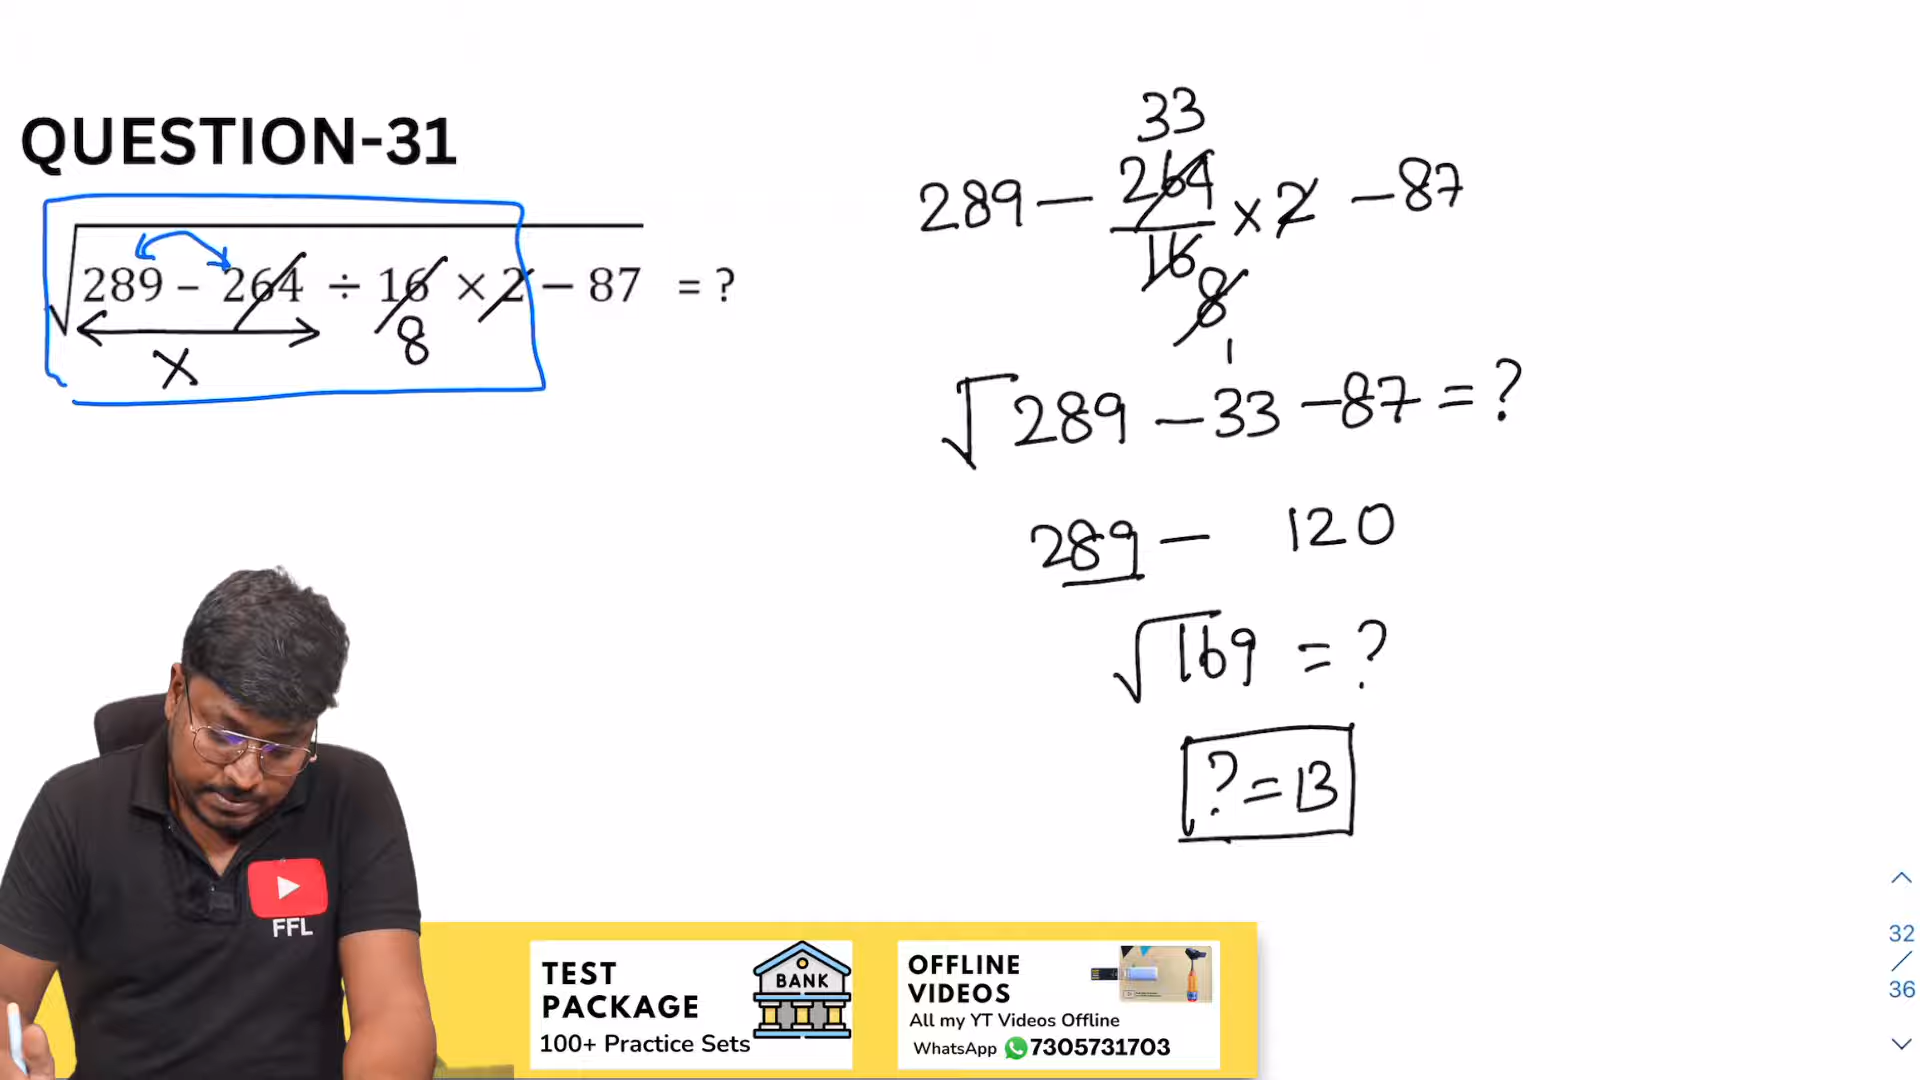 QUESTION-31
√289 − 264 ÷ 16 × 2 − 87 = ?
8
X
33
289 − 264/16 × 2 − 87
8
1
√289 − 33 − 87 = ?
289 − 120
√169 = ?
? = 13
FFL
TEST
PACKAGE
100+ Practice Sets
BANK
OFFLINE
VIDEOS
All my YT Videos Offline
WhatsApp 7305731703
32
/
36